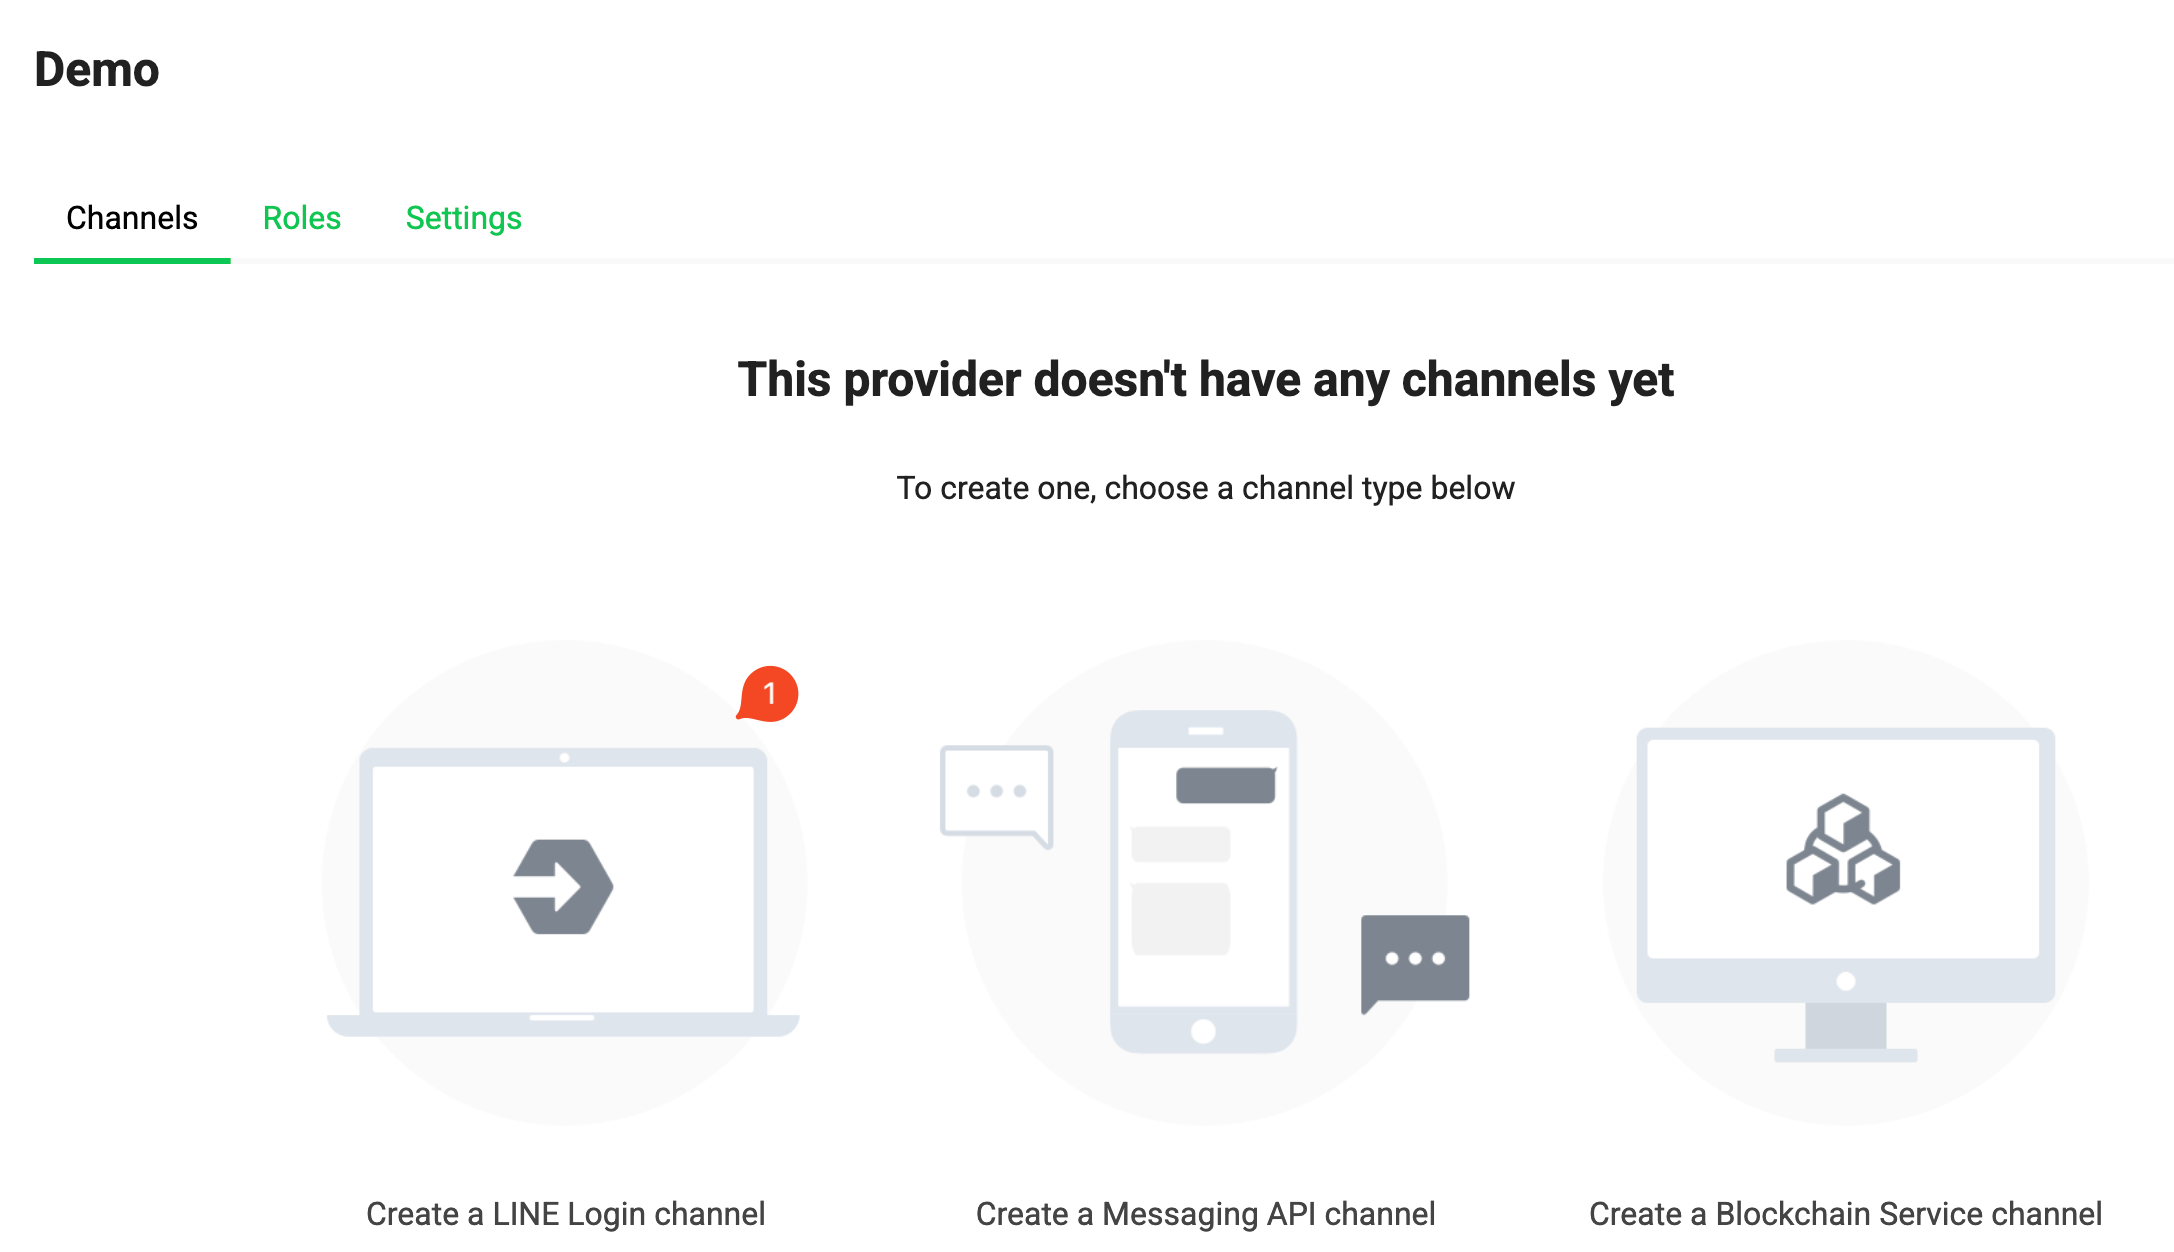 Demo
Channels Roles Settings
This provider doesn't have any channels yet
To create one, choose a channel type below
1
Create a LINE Login channel
Create a Messaging API channel
Create a Blockchain Service channel